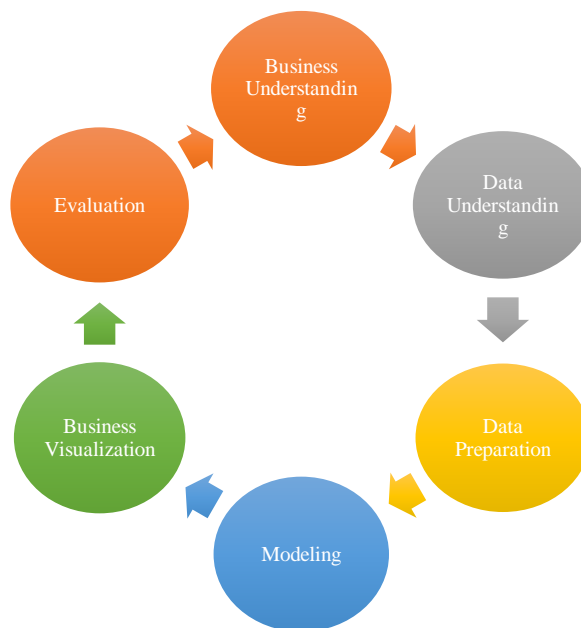 Business
Understandin
g
Data
Understandin
g
Data
Preparation
Modeling
Business
Visualization
Evaluation